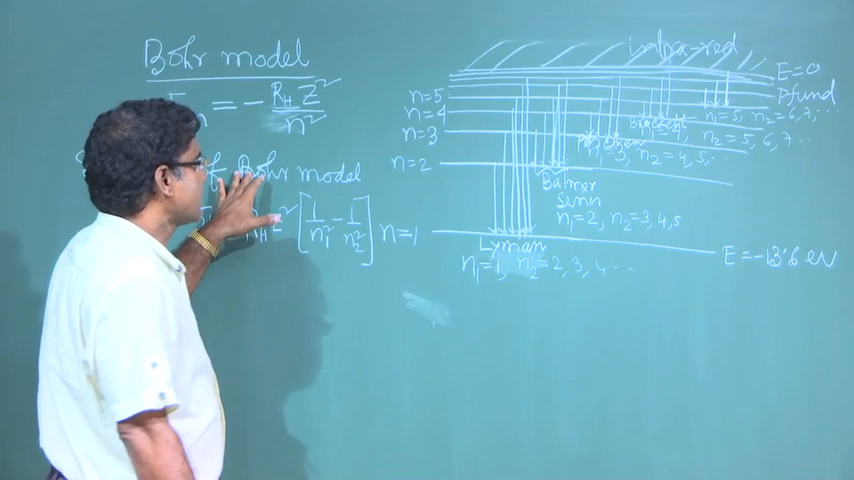 Bohr model
n = - R_H Z² / n²
of Bohr model
R_H Z² [1/n₁² - 1/n₂²]
infra-red
E=0
n=5
Pfund
n₁=5, n₂=6,7,...
n=4
Brackett
n₂=5,6,7..
n=3
n₁=3, n₂=4,5..
n=2
Balmer
n₁=2, n₂=3,4,5
n=1
Lyman
E=-13.6 eV
n₁=1, n₂=2,3,4...